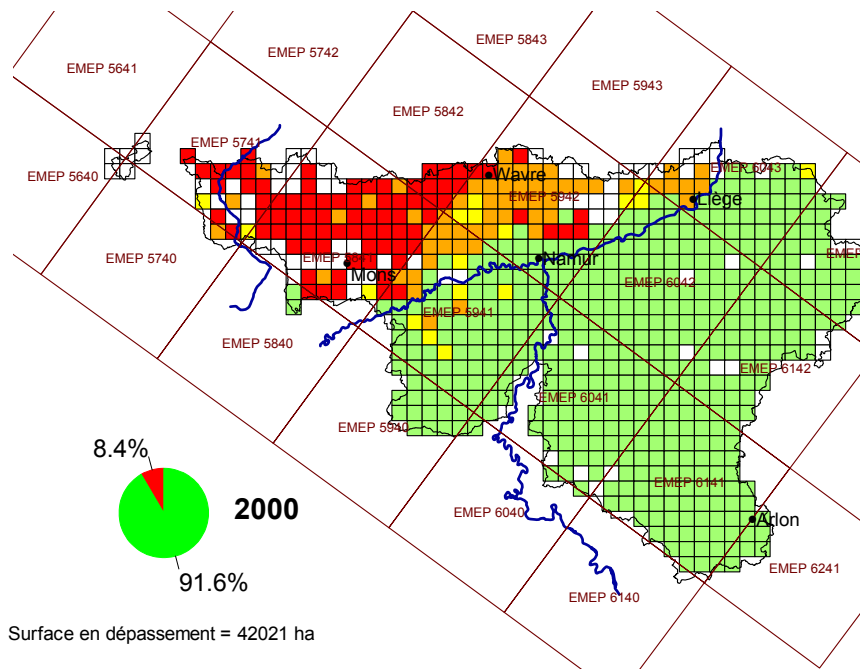 EMEP 5843
EMEP 5742
EMEP 5641
EMEP 5943
EMEP 5842
EMEP 5741
EMEP 6043
EMEP 5640
Wavre
EMEP 5942
Liège
EMEP 5740
EMEP 5841
Namur
Mons
EMEP 6042
EMEP 5941
EMEP 5840
EMEP 6142
EMEP 6041
EMEP 5940
8.4%
EMEP 6141
2000
EMEP 6040
Arlon
91.6%
EMEP 6241
EMEP 6140
Surface en dépassement = 42021 ha